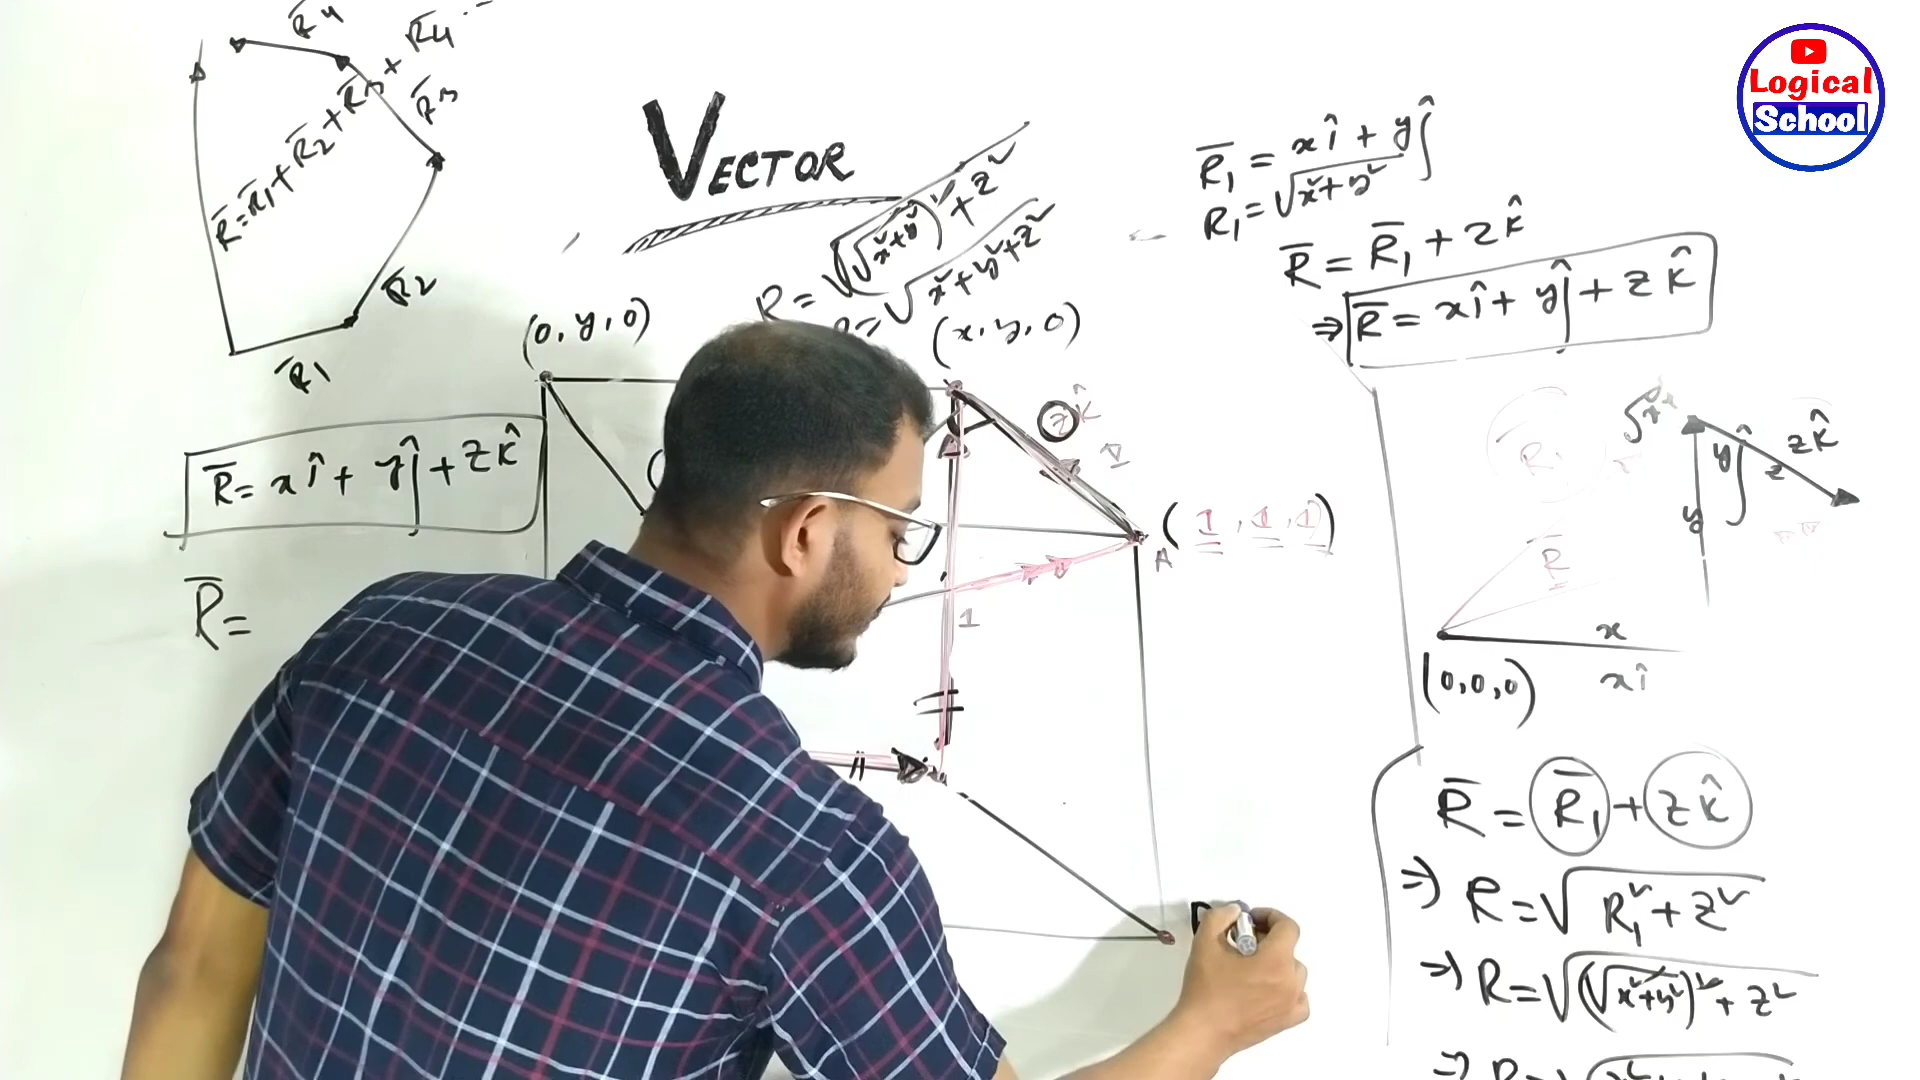 Logical
School
VECTOR
R̄4
R̄3
R̄ = R̄1 + R̄2 + R̄3 + R̄4 --
R̄2
R̄1
R̄ = xî + yĵ + zk̂
R̄ =
R = √((√(x²+y²))² + z²)
R = √(x²+y²+z²)
(0, y, 0)
(x, y, 0)
zk̂
A (1, 1, 1)
1
R̄1 = xî + yĵ
R1 = √(x²+y²)
R̄ = R̄1 + zk̂
⇒ R̄ = xî + yĵ + zk̂
yĵ
zk̂
z
y
R̄
x
(0,0,0)
xî
R̄ = R̄1 + zk̂
⇒ R = √(R1² + z²)
⇒ R = √((√(x²+y²))² + z²)